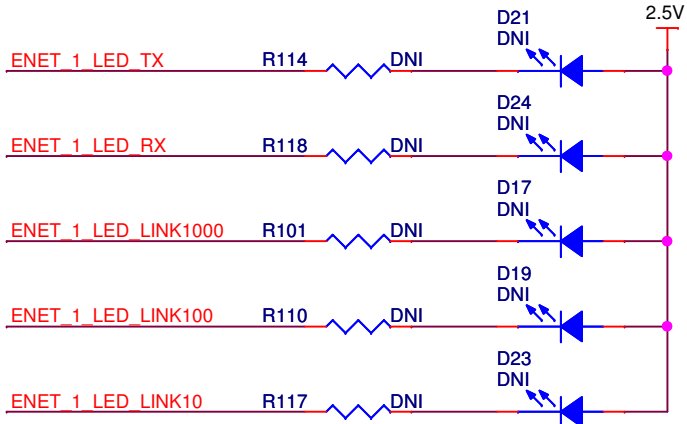 2.5V
D21
DNI
ENET_1_LED_TX R114 DNI
D24
DNI
ENET_1_LED_RX R118 DNI
D17
DNI
ENET_1_LED_LINK1000 R101 DNI
D19
DNI
ENET_1_LED_LINK100 R110 DNI
D23
DNI
ENET_1_LED_LINK10 R117 DNI